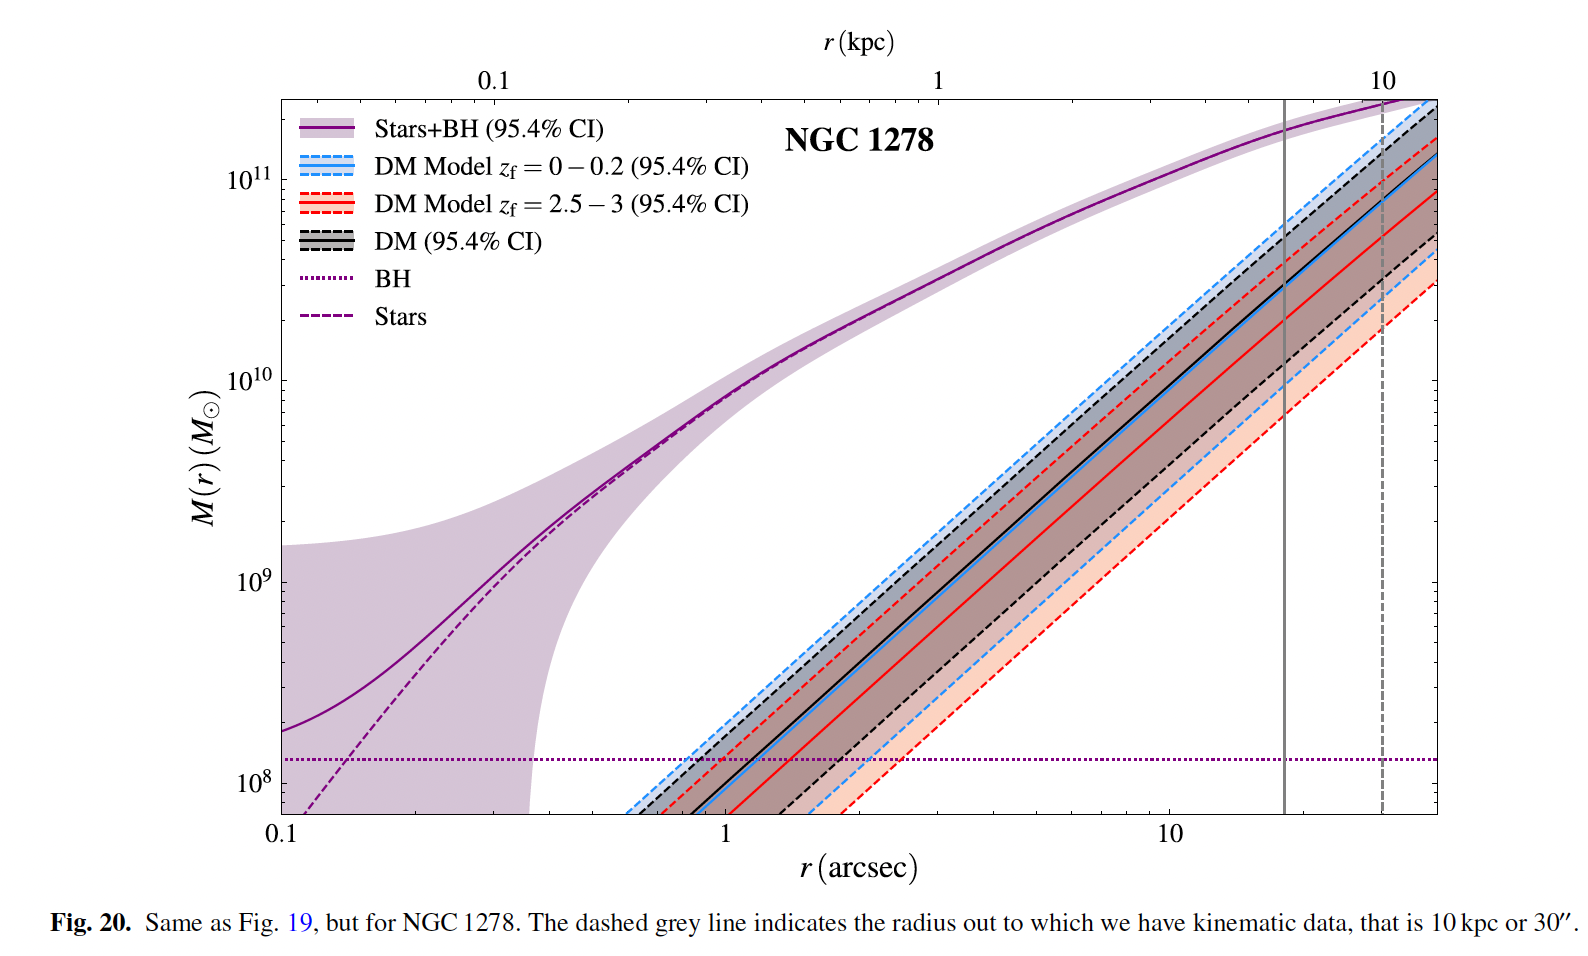 r (kpc)
0.1 1 10
NGC 1278
Stars+BH (95.4% CI)
DM Model z_f = 0 − 0.2 (95.4% CI)
DM Model z_f = 2.5 − 3 (95.4% CI)
DM (95.4% CI)
BH
Stars
10^11
10^10
10^9
10^8
M(r) (M_⊙)
0.1 1 10
r (arcsec)
Fig. 20. Same as Fig. 19, but for NGC 1278. The dashed grey line indicates the radius out to which we have kinematic data, that is 10 kpc or 30″.